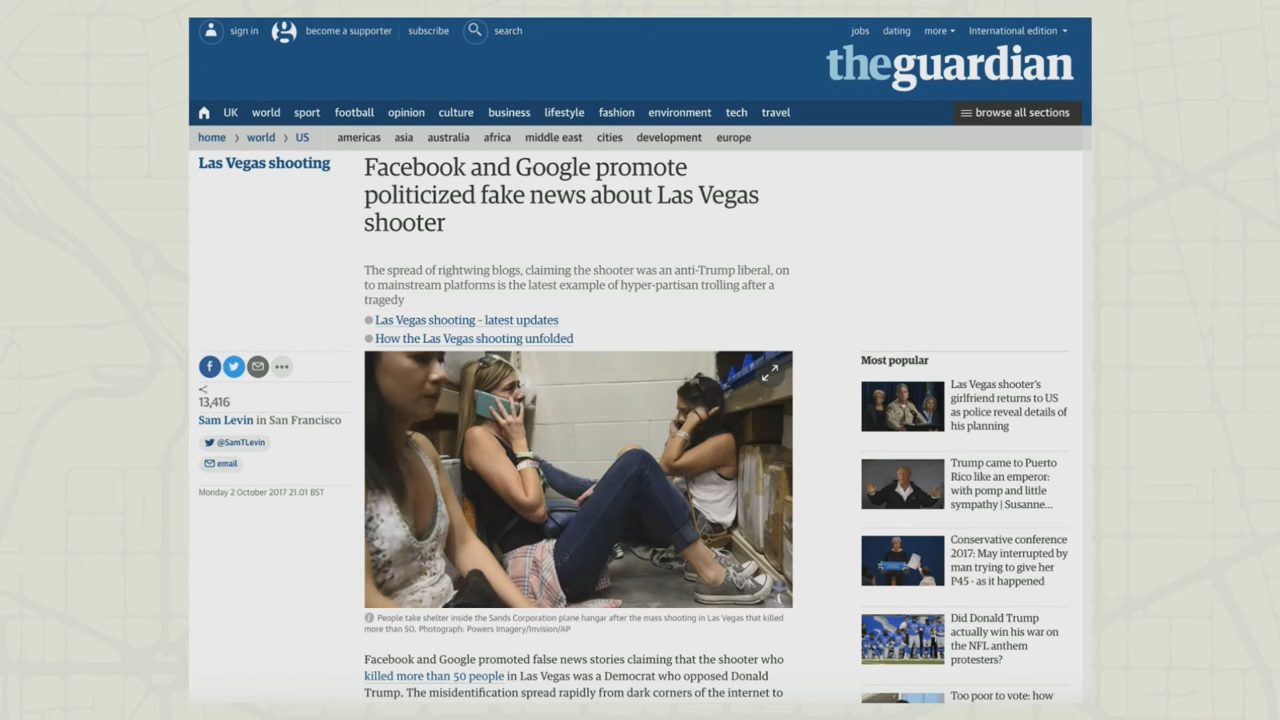 sign in
become a supporter
subscribe
search
jobs
dating
more
International edition
theguardian
UK
world
sport
football
opinion
culture
business
lifestyle
fashion
environment
tech
travel
browse all sections
home
world
US
americas
asia
australia
africa
middle east
cities
development
europe
Las Vegas shooting
Facebook and Google promote
politicized fake news about Las Vegas
shooter
The spread of rightwing blogs, claiming the shooter was an anti-Trump liberal, on
to mainstream platforms is the latest example of hyper-partisan trolling after a
tragedy
Las Vegas shooting – latest updates
How the Las Vegas shooting unfolded
13,416
Sam Levin in San Francisco
@SamTLevin
email
Monday 2 October 2017 21.01 BST
People take shelter inside the Sands Corporation plane hangar after the mass shooting in Las Vegas that killed
more than 50. Photograph: Powers Imagery/Invision/AP
Facebook and Google promoted false news stories claiming that the shooter who
killed more than 50 people in Las Vegas was a Democrat who opposed Donald
Trump. The misidentification spread rapidly from dark corners of the internet to
Most popular
Las Vegas shooter's
girlfriend returns to US
as police reveal details of
his planning
Trump came to Puerto
Rico like an emperor:
with pomp and little
sympathy | Susanne...
Conservative conference
2017: May interrupted by
man trying to give her
P45 - as it happened
Did Donald Trump
actually win his war on
the NFL anthem
protesters?
Too poor to vote: how